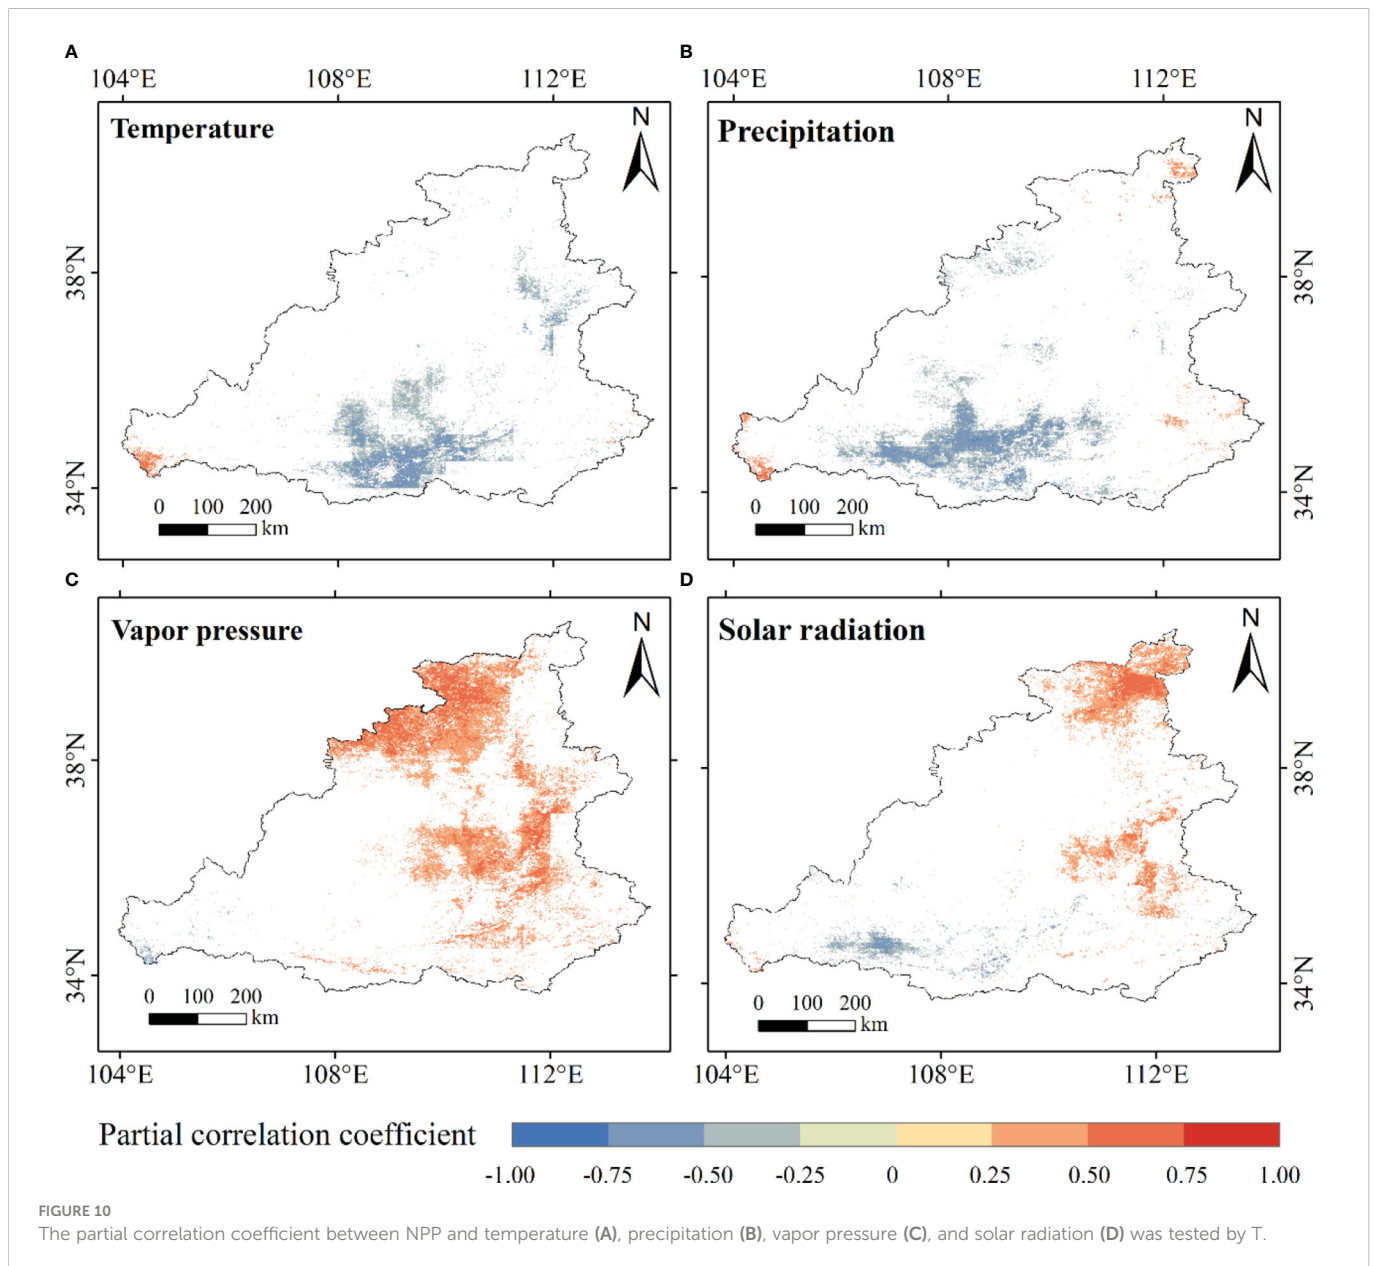 A
B
104°E 108°E 112°E
104°E 108°E 112°E
Temperature
N
Precipitation
N
38°N
38°N
34°N
34°N
0 100 200
km
0 100 200
km
C
D
Vapor pressure
N
Solar radiation
N
38°N
38°N
34°N
34°N
0 100 200
km
0 100 200
km
104°E 108°E 112°E
104°E 108°E 112°E
Partial correlation coefficient
-1.00 -0.75 -0.50 -0.25 0 0.25 0.50 0.75 1.00
FIGURE 10
The partial correlation coefficient between NPP and temperature (A), precipitation (B), vapor pressure (C), and solar radiation (D) was tested by T.